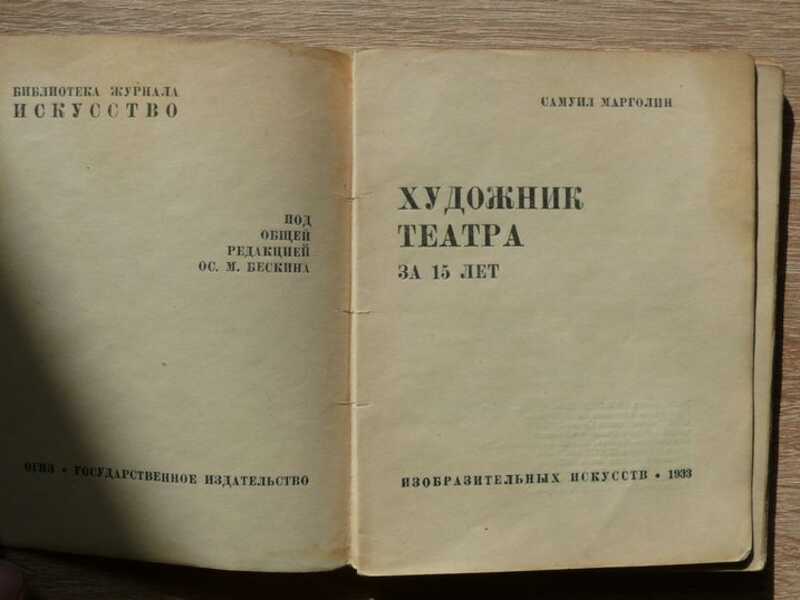 БИБЛИОТЕКА ЖУРНАЛА
ИСКУССТВО
ПОД
ОБЩЕЙ
РЕДАКЦИЕЙ
ОС. М. БЕСКИНА
ОГИЗ • ГОСУДАРСТВЕННОЕ ИЗДАТЕЛЬСТВО
САМУИЛ МАРГОЛИН
ХУДОЖНИК
ТЕАТРА
ЗА 15 ЛЕТ
ИЗОБРАЗИТЕЛЬНЫХ ИСКУССТВ • 1933